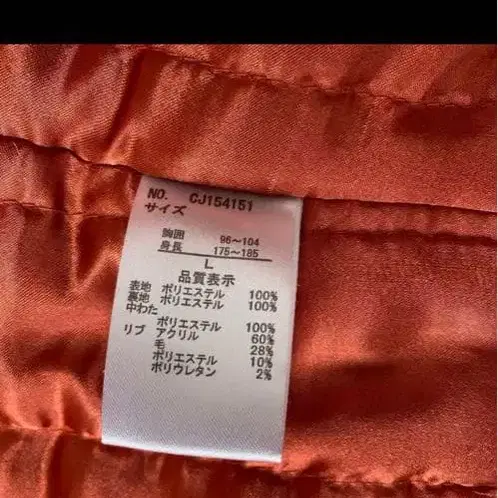 NO. CJ154151
サイズ
胸囲 96〜104
身長 175〜185
L
品質表示
表地 ポリエステル 100%
裏地 ポリエステル 100%
中わた
ポリエステル 100%
リブ アクリル 60%
毛 28%
ポリエステル 10%
ポリウレタン 2%